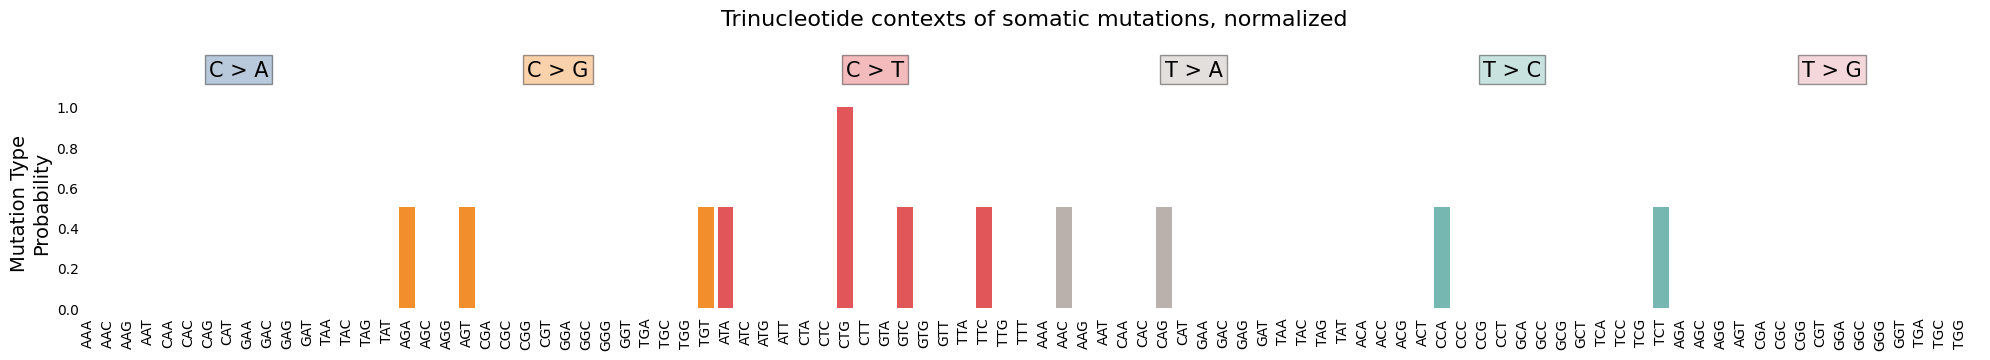 Trinucleotide contexts of somatic mutations, normalized
C > A
C > G
C > T
T > A
T > C
T > G
Mutation Type
Probability
1.0
0.8
0.6
0.4
0.2
0.0
AAA AAC AAG AAT CAA CAC CAG CAT GAA GAC GAG GAT TAA TAC TAG TAT AGA AGC AGG AGT CGA CGC CGG CGT GGA GGC GGG GGT TGA TGC TGG TGT ATA ATC ATG ATT CTA CTC CTG CTT GTA GTC GTG GTT TTA TTC TTG TTT AAA AAC AAG AAT CAA CAC CAG CAT GAA GAC GAG GAT TAA TAC TAG TAT ACA ACC ACG ACT CCA CCC CCG CCT GCA GCC GCG GCT TCA TCC TCG TCT AGA AGC AGG AGT CGA CGC CGG CGT GGA GGC GGG GGT TGA TGC TGG